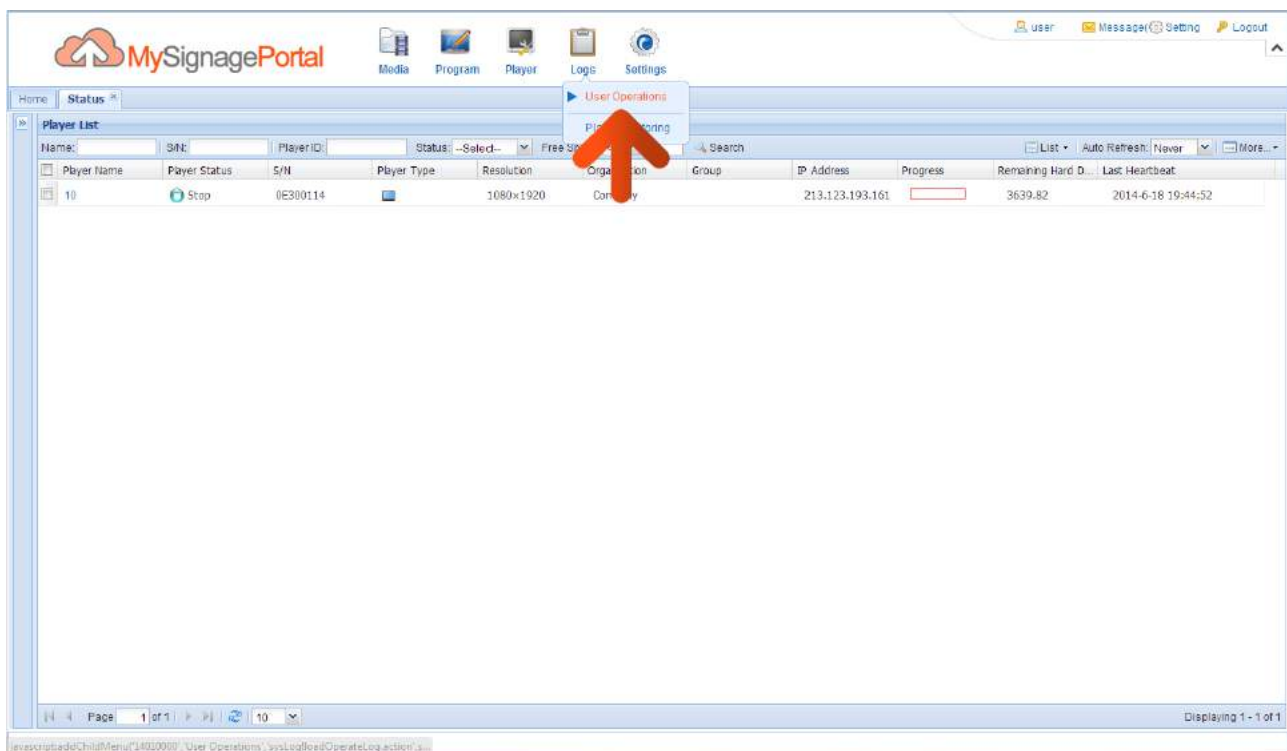 user Message( Setting Logout
MySignagePortal
Media Program Player Logs Settings
Home Status
User Operations
Player List
Name: S/N: Player ID: Status: --Select-- Search List Auto Refresh: Never More...
Player Name Player Status S/N Player Type Resolution Group IP Address Progress Remaining Hard D... Last Heartbeat
10 Stop 0E300114 1080×1920 213.123.193.161 3639.82 2014-6-18 19:44:52
Page 1 of 1 10 Displaying 1 - 1 of 1